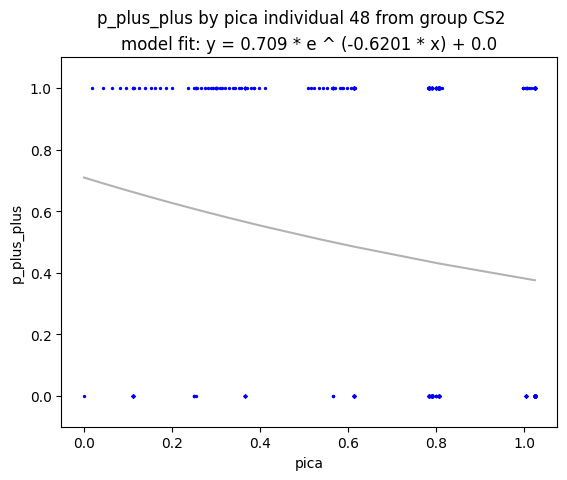 p_plus_plus by pica individual 48 from group CS2
model fit: y = 0.709 * e ^ (-0.6201 * x) + 0.0
1.0
0.8
0.6
0.4
0.2
0.0
p_plus_plus
0.0 0.2 0.4 0.6 0.8 1.0
pica